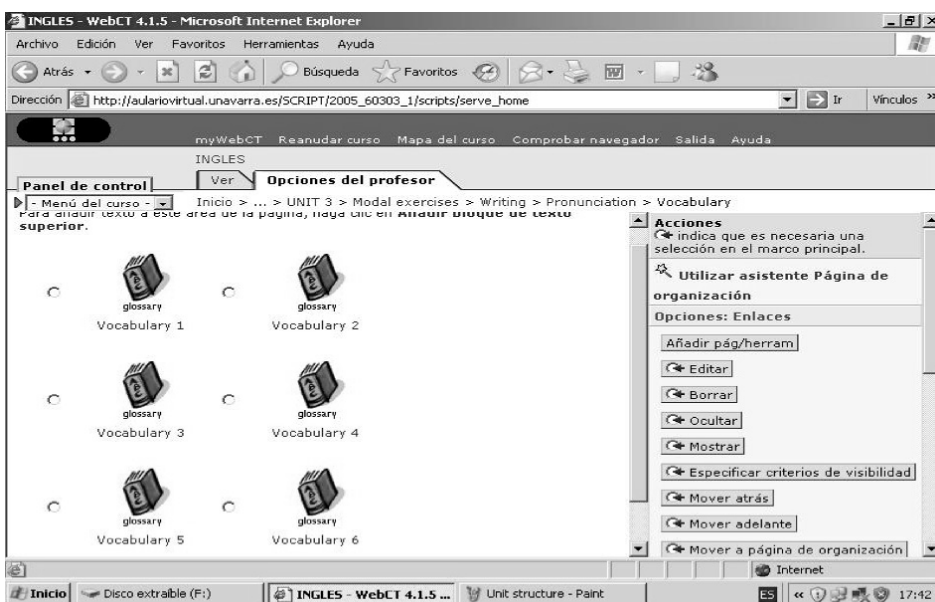 INGLES - WebCT 4.1.5 - Microsoft Internet Explorer
Archivo Edición Ver Favoritos Herramientas Ayuda
Atrás Búsqueda Favoritos
Dirección http://aulariovirtual.unavarra.es/SCRIPT/2005_60303_1/scripts/serve_home Ir Vínculos »
myWebCT Reanudar curso Mapa del curso Comprobar navegador Salida Ayuda
INGLES
Panel de control Ver Opciones del profesor
- Menú del curso - Inicio > ... > UNIT 3 > Modal exercises > Writing > Pronunciation > Vocabulary
Para añadir texto a este área de la página, haga clic en Añadir bloque de texto
superior.
glossary glossary
Vocabulary 1 Vocabulary 2
glossary glossary
Vocabulary 3 Vocabulary 4
glossary glossary
Vocabulary 5 Vocabulary 6
Acciones
indica que es necesaria una
selección en el marco principal.
Utilizar asistente Página de
organización
Opciones: Enlaces
Añadir pág/herram
Editar
Borrar
Ocultar
Mostrar
Especificar criterios de visibilidad
Mover atrás
Mover adelante
Mover a página de organización
Internet
Inicio Disco extraíble (F:) INGLES - WebCT 4.1.5 ... Unit structure - Paint ES « 17:42